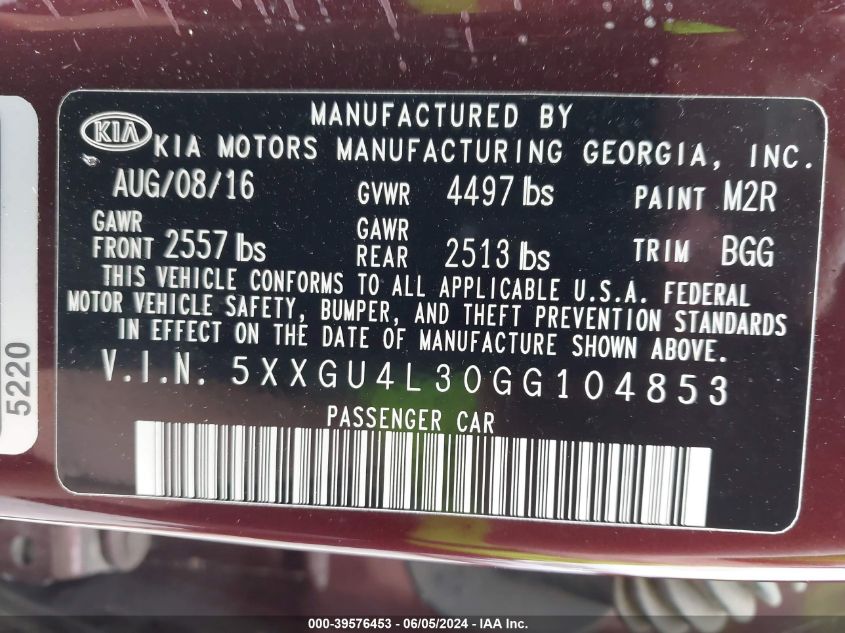 KIA
MANUFACTURED BY
KIA MOTORS MANUFACTURING GEORGIA, INC.
AUG/08/16 GVWR 4497 lbs PAINT M2R
GAWR FRONT 2557 lbs GAWR REAR 2513 lbs TRIM BGG
THIS VEHICLE CONFORMS TO ALL APPLICABLE U.S.A. FEDERAL
MOTOR VEHICLE SAFETY, BUMPER, AND THEFT PREVENTION STANDARDS
IN EFFECT ON THE DATE OF MANUFACTURE SHOWN ABOVE.
V.I.N. 5XXGU4L30GG104853
PASSENGER CAR
5220
000-39576453 - 06/05/2024 - IAA Inc.